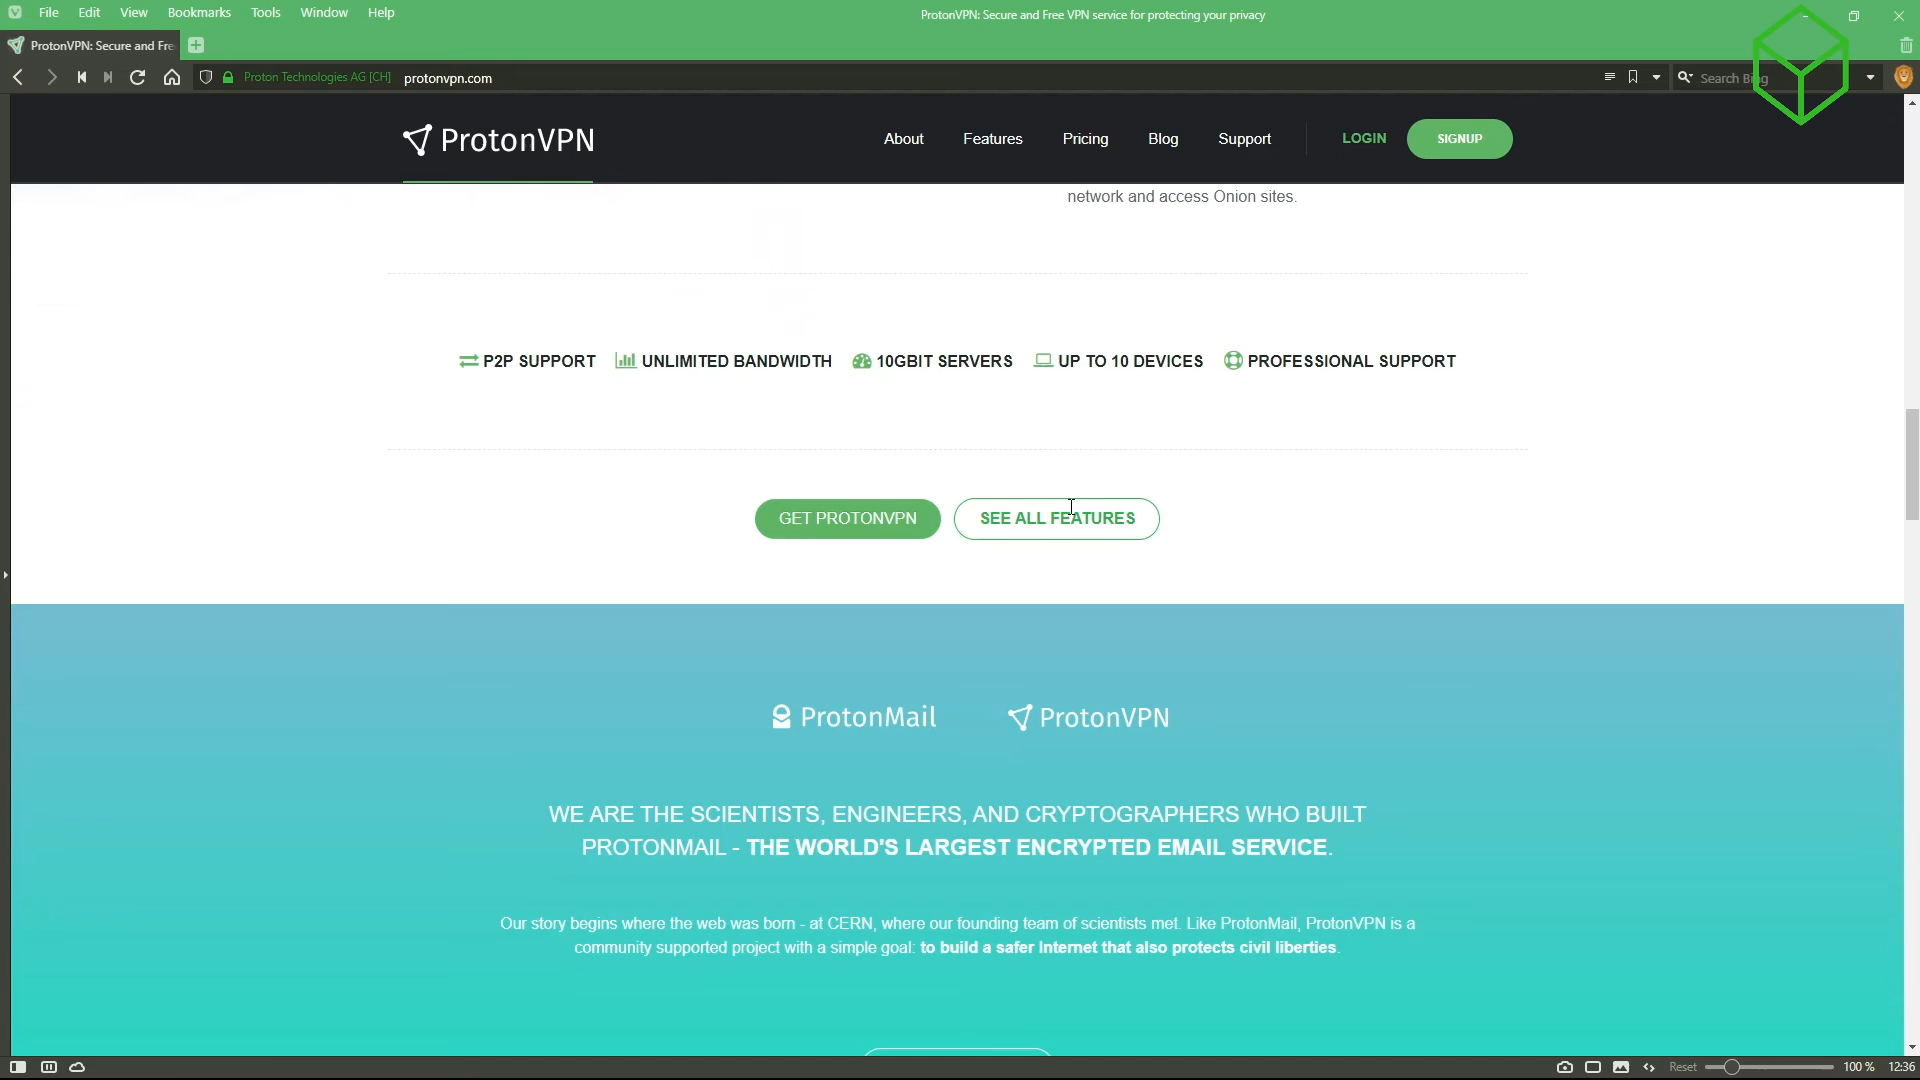 File Edit View Bookmarks Tools Window Help
ProtonVPN: Secure and Free VPN service for protecting your privacy
ProtonVPN: Secure and Fre
Proton Technologies AG [CH] protonvpn.com
Search Bing
ProtonVPN
About Features Pricing Blog Support LOGIN SIGNUP
network and access Onion sites.
P2P SUPPORT UNLIMITED BANDWIDTH 10GBIT SERVERS UP TO 10 DEVICES PROFESSIONAL SUPPORT
GET PROTONVPN SEE ALL FEATURES
ProtonMail ProtonVPN
WE ARE THE SCIENTISTS, ENGINEERS, AND CRYPTOGRAPHERS WHO BUILT
PROTONMAIL - THE WORLD'S LARGEST ENCRYPTED EMAIL SERVICE.
Our story begins where the web was born - at CERN, where our founding team of scientists met. Like ProtonMail, ProtonVPN is a
community supported project with a simple goal: to build a safer Internet that also protects civil liberties.
Reset 100 % 12:36